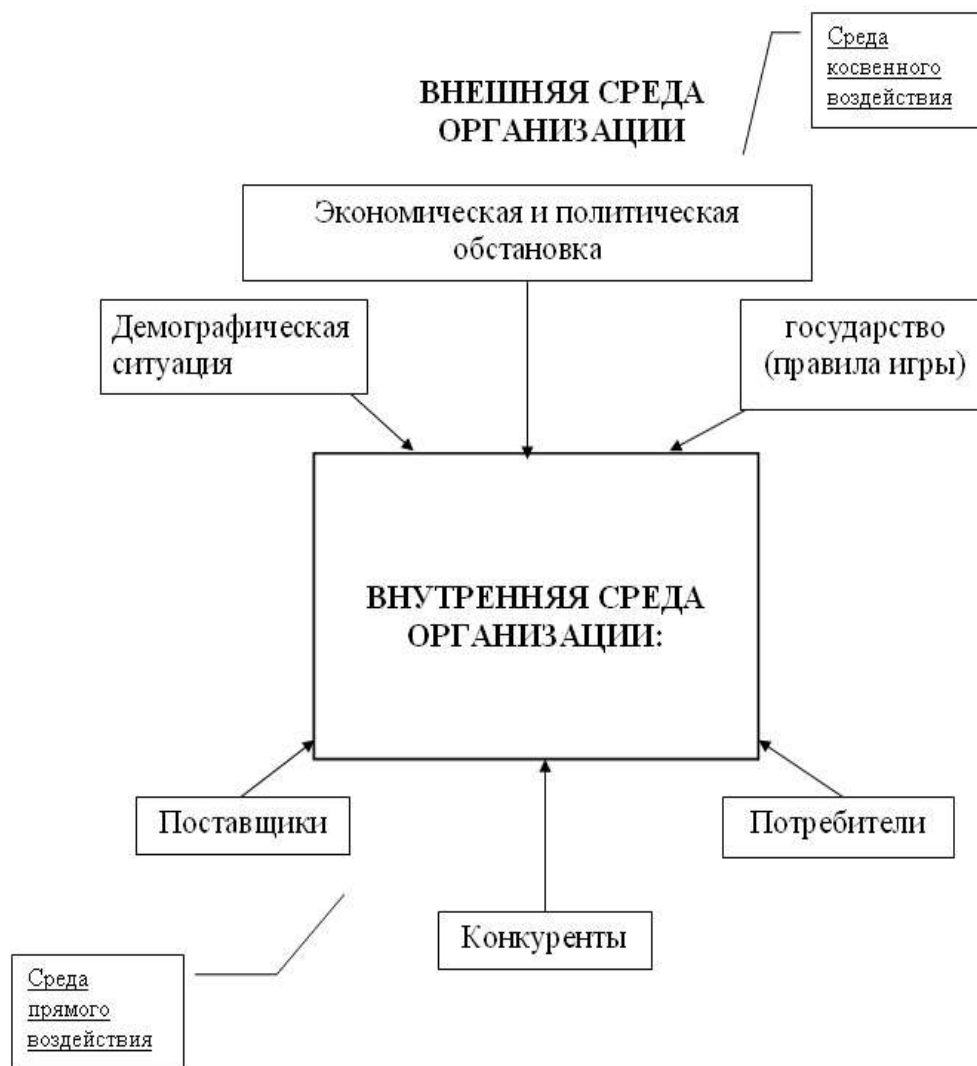 Среда
косвенного
воздействия
ВНЕШНЯЯ СРЕДА
ОРГАНИЗАЦИИ
Экономическая и политическая
обстановка
Демографическая
ситуация
государство
(правила игры)
ВНУТРЕННЯЯ СРЕДА
ОРГАНИЗАЦИИ:
Поставщики
Потребители
Конкуренты
Среда
прямого
воздействия